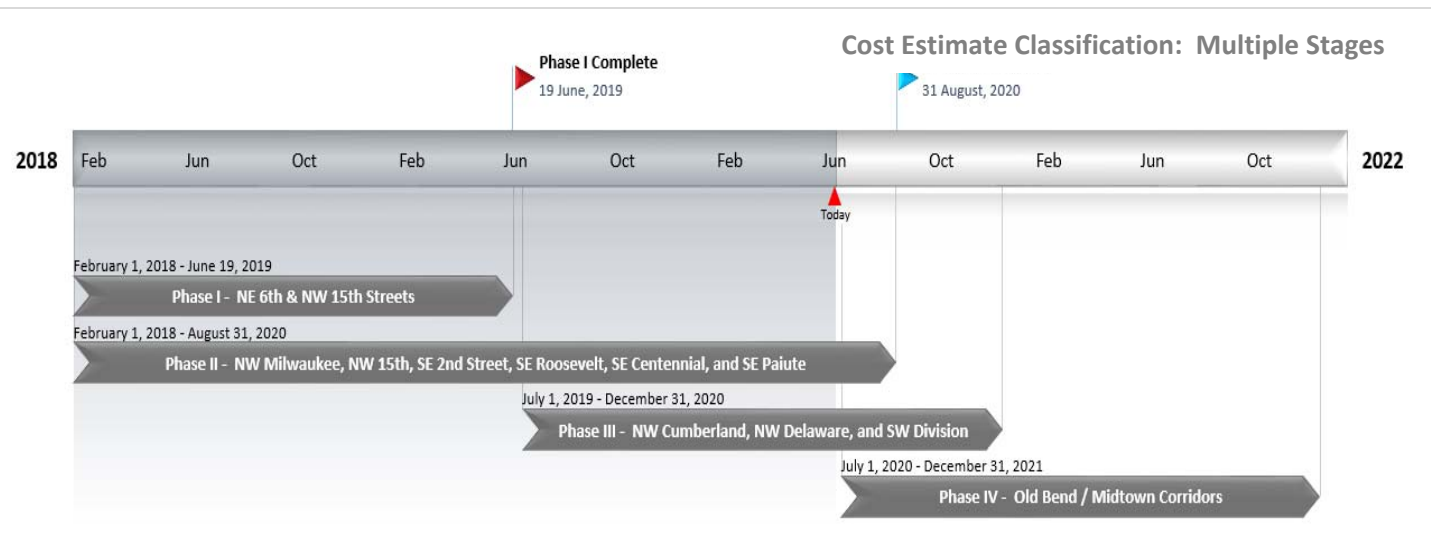 Cost Estimate Classification: Multiple Stages
Phase I Complete
19 June, 2019
31 August, 2020
2018 Feb Jun Oct Feb Jun Oct Feb Jun Oct Feb Jun Oct 2022
Today
February 1, 2018 - June 19, 2019
Phase I - NE 6th & NW 15th Streets
February 1, 2018 - August 31, 2020
Phase II - NW Milwaukee, NW 15th, SE 2nd Street, SE Roosevelt, SE Centennial, and SE Paiute
July 1, 2019 - December 31, 2020
Phase III - NW Cumberland, NW Delaware, and SW Division
July 1, 2020 - December 31, 2021
Phase IV - Old Bend / Midtown Corridors